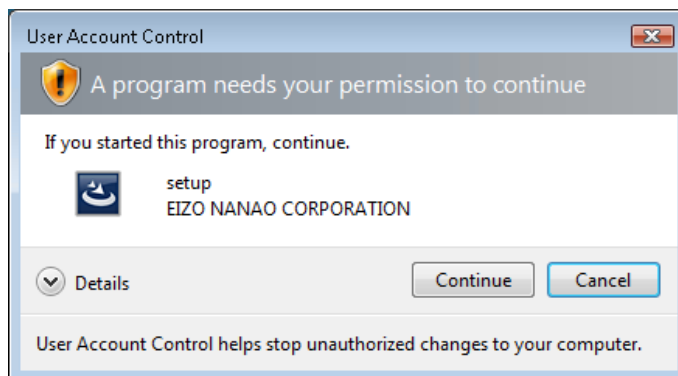 User Account Control
A program needs your permission to continue
If you started this program, continue.
setup
EIZO NANAO CORPORATION
Details
Continue
Cancel
User Account Control helps stop unauthorized changes to your computer.